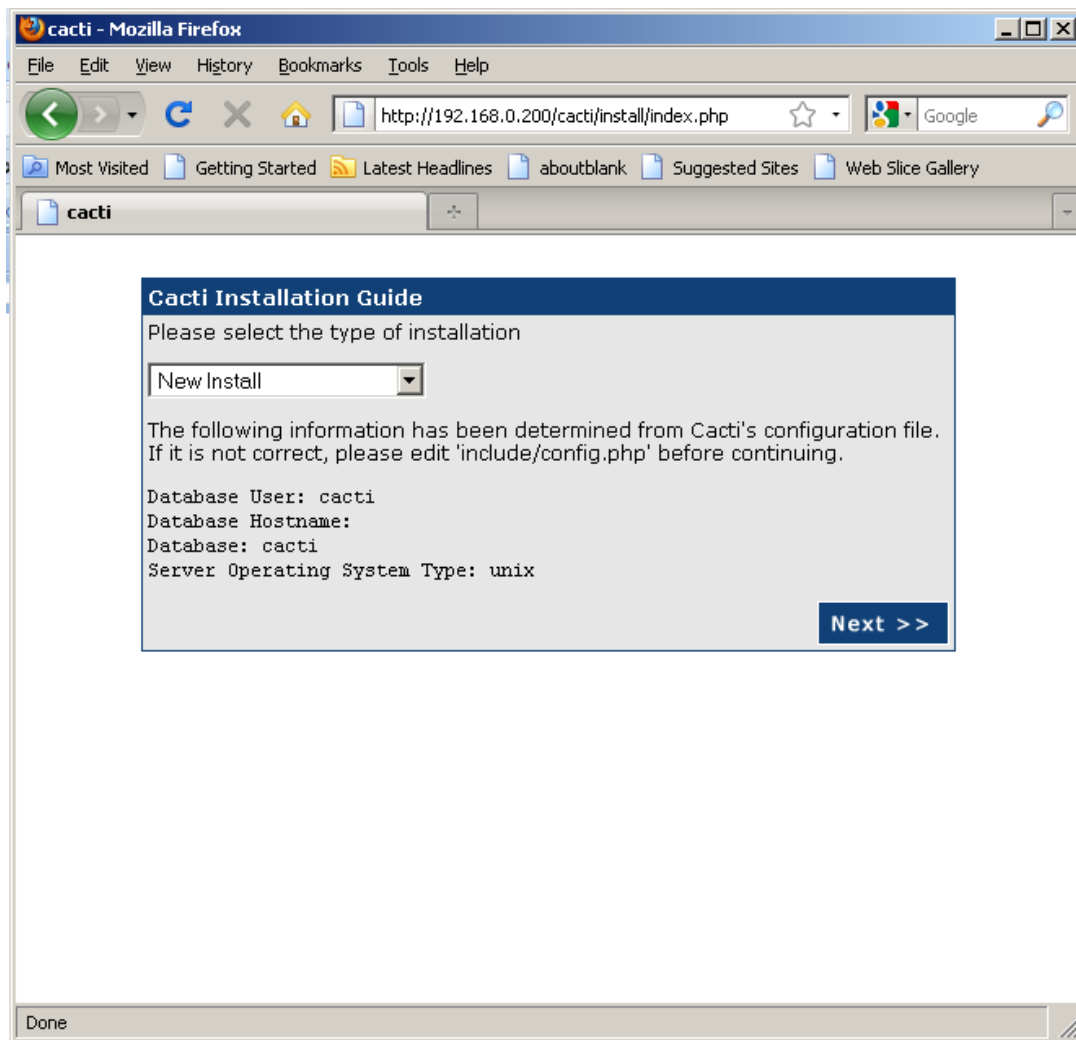 cacti - Mozilla Firefox
File Edit View History Bookmarks Tools Help
http://192.168.0.200/cacti/install/index.php Google
Most Visited Getting Started Latest Headlines aboutblank Suggested Sites Web Slice Gallery
cacti
Cacti Installation Guide
Please select the type of installation
New Install
The following information has been determined from Cacti's configuration file.
If it is not correct, please edit 'include/config.php' before continuing.
Database User: cacti
Database Hostname:
Database: cacti
Server Operating System Type: unix
Next >>
Done